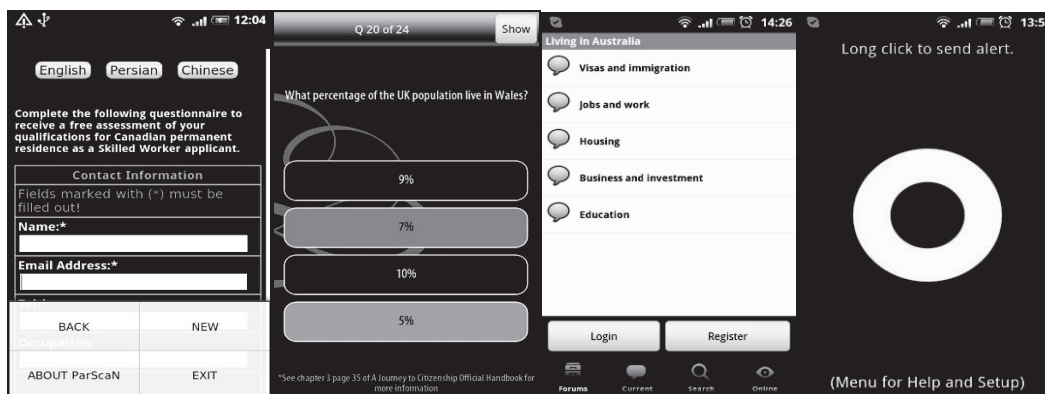 12:04
English Persian Chinese
Complete the following questionnaire to
receive a free assessment of your
qualifications for Canadian permanent
residence as a Skilled Worker applicant.
Contact Information
Fields marked with (*) must be
filled out!
Name:*
Email Address:*
BACK NEW
Occupation:
ABOUT ParScaN EXIT
Q 20 of 24 Show
What percentage of the UK population live in Wales?
9%
7%
10%
5%
*See chapter 3 page 35 of A Journey to Citizenship Official Handbook for
more information
14:26
Living in Australia
Visas and immigration
Jobs and work
Housing
Business and investment
Education
Login Register
Forums Current Search Online
13:5
Long click to send alert.
(Menu for Help and Setup)